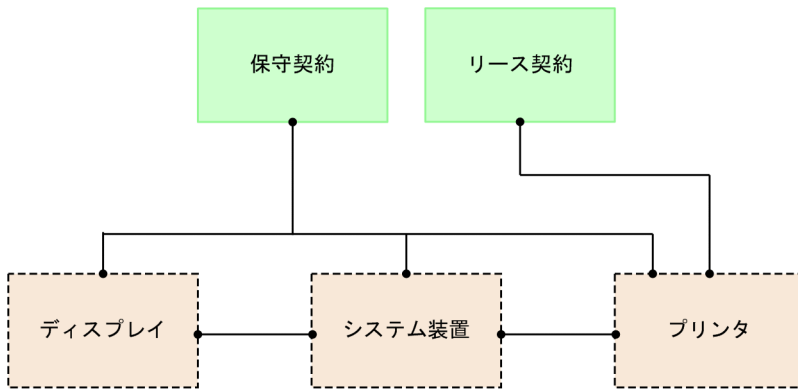 保守契約
リース契約
ディスプレイ
システム装置
プリンタ